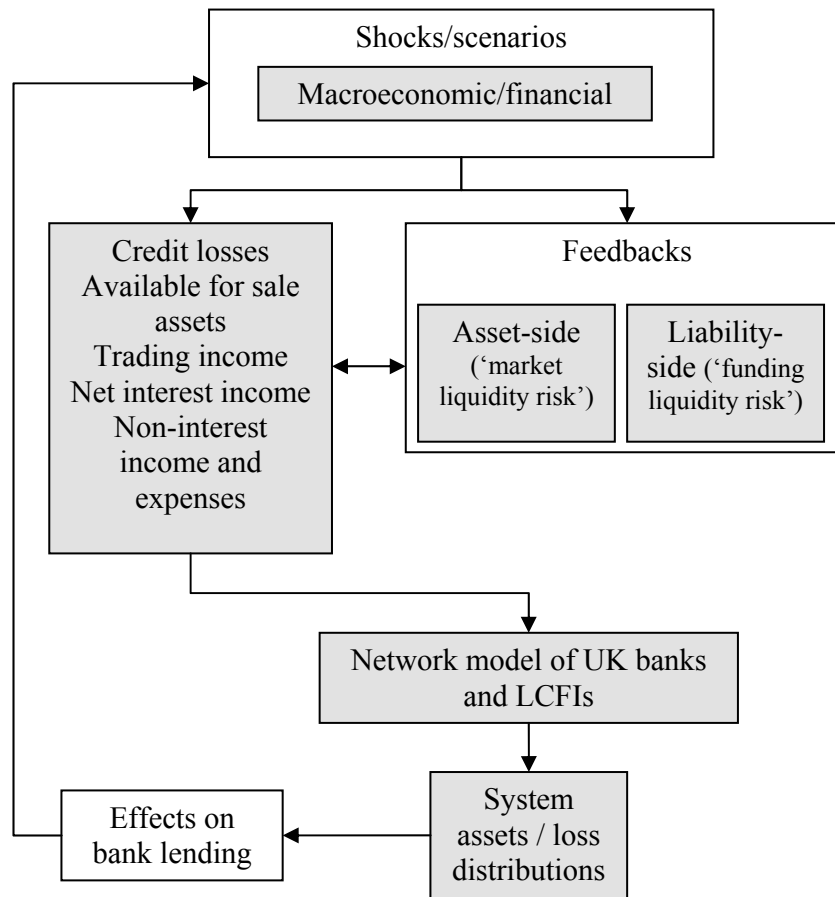 Shocks/scenarios
Macroeconomic/financial
Credit losses
Available for sale
assets
Trading income
Net interest income
Non-interest
income and
expenses
Feedbacks
Asset-side
(‘market
liquidity risk’)
Liability-
side (‘funding
liquidity risk’)
Network model of UK banks
and LCFIs
System
assets / loss
distributions
Effects on
bank lending